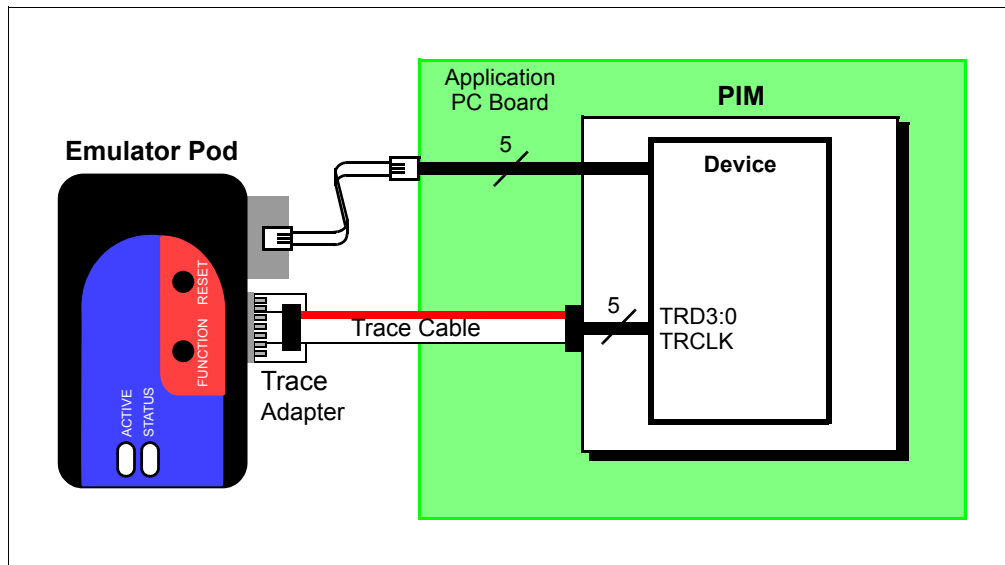 Application
PC Board
PIM
Emulator Pod
5
Device
RESET
FUNCTION
5
TRD3:0
TRCLK
Trace Cable
Trace
Adapter
ACTIVE
STATUS